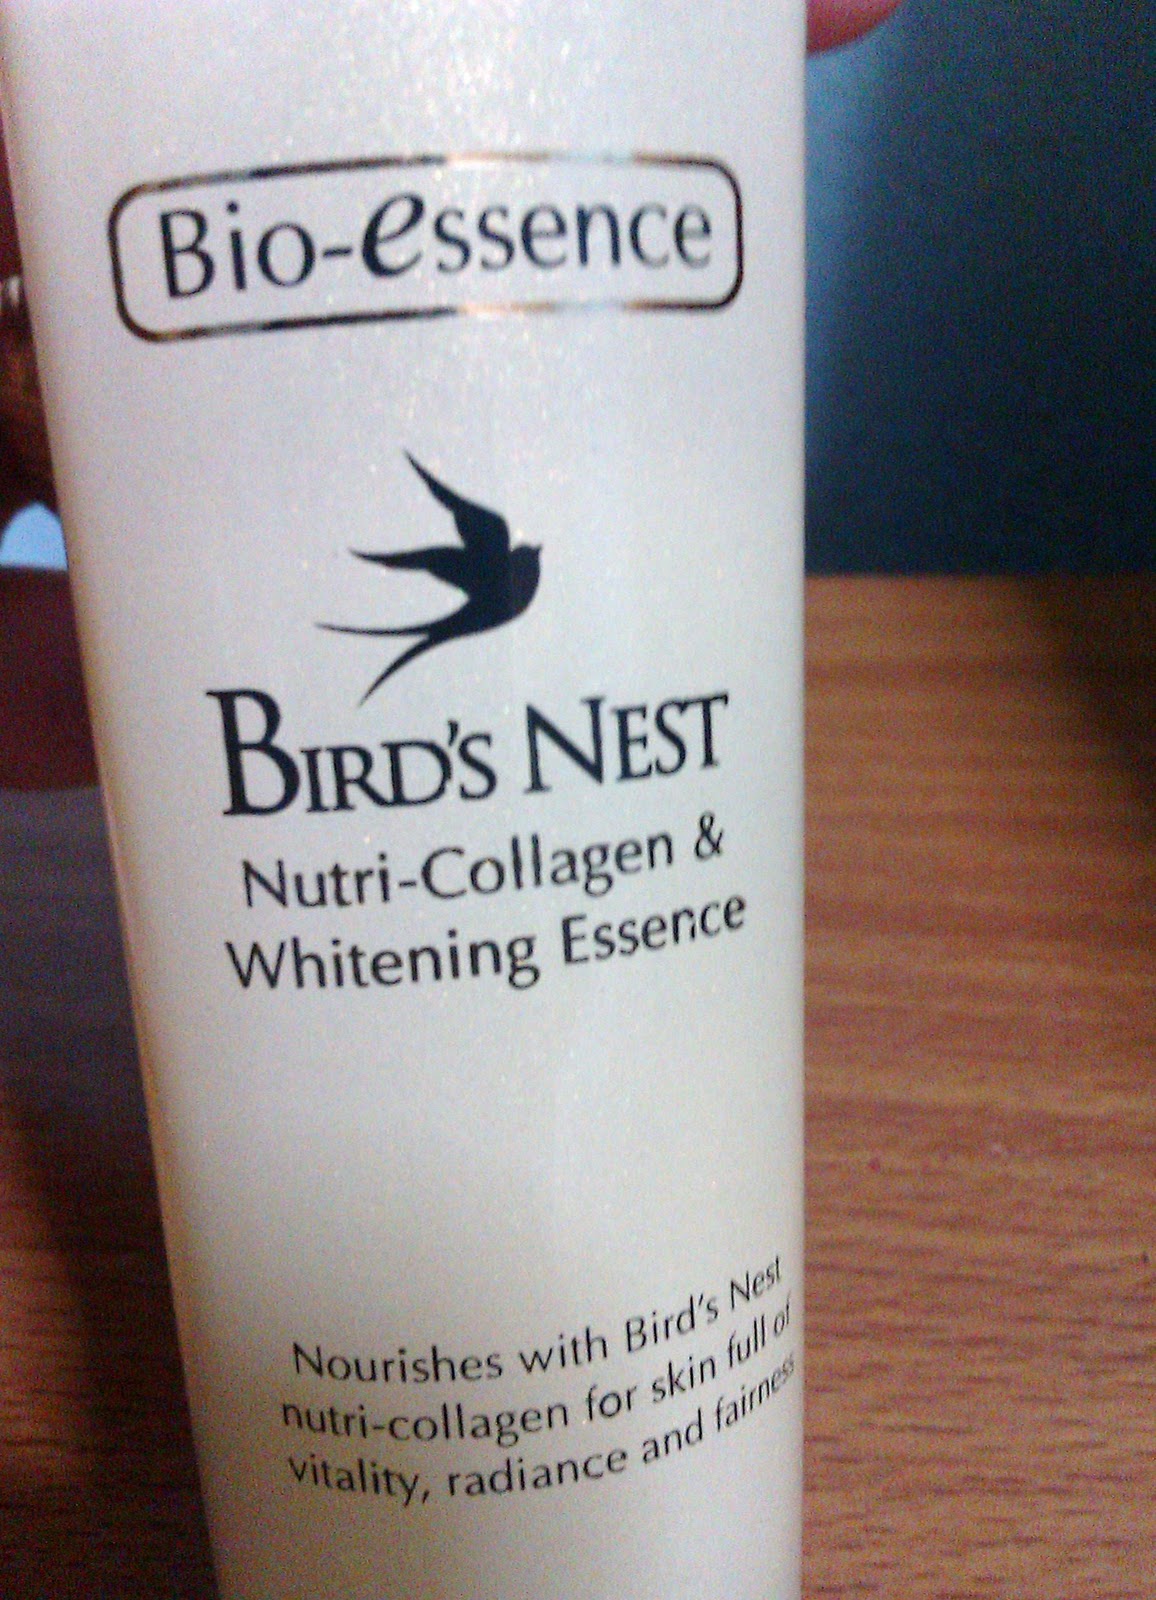 Bio-essence
BIRD'S NEST
Nutri-Collagen &
Whitening Essence
Nourishes with Bird's Nest
nutri-collagen for skin full of
vitality, radiance and fairness